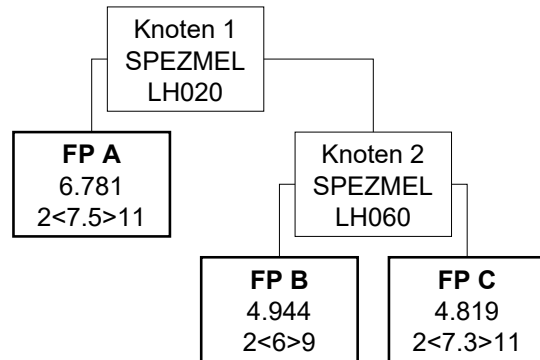 Knoten 1
SPEZMEL
LH020
FP A
6.781
2<7.5>11
Knoten 2
SPEZMEL
LH060
FP B
4.944
2<6>9
FP C
4.819
2<7.3>11